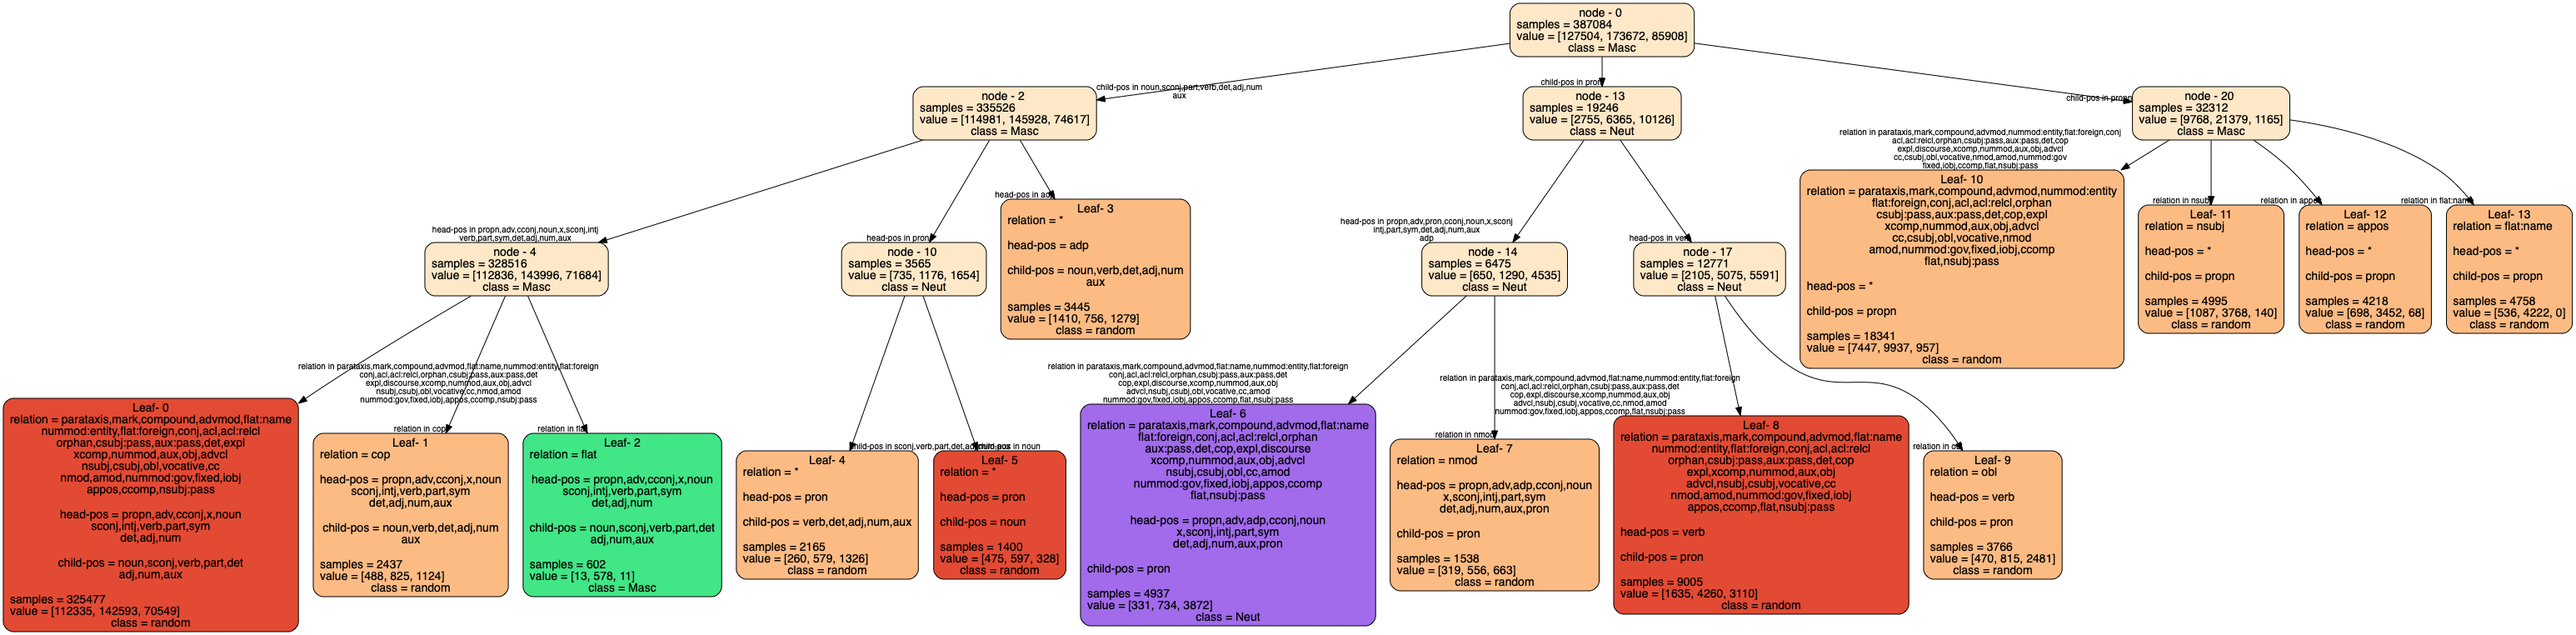 node - 0
samples = 387084
value = [127504, 173672, 85908]
class = Masc
child-pos in noun,sconj,part,verb,det,adj,num
aux
child-pos in pron
child-pos in propn
node - 2
samples = 335526
value = [114981, 145928, 74617]
class = Masc
node - 13
samples = 19246
value = [2755, 6365, 10126]
class = Neut
node - 20
samples = 32312
value = [9768, 21379, 1165]
class = Masc
head-pos in propn,adv,cconj,noun,x,sconj,intj
verb,part,sym,det,adj,num,aux
head-pos in pron
head-pos in adp
head-pos in propn,adv,pron,cconj,noun,x,sconj
intj,part,sym,det,adj,num,aux
adp
head-pos in verb
relation in parataxis,mark,compound,advmod,nummod:entity,flat:foreign,conj
acl,acl:relcl,orphan,csubj:pass,aux:pass,det,cop
expl,discourse,xcomp,nummod,aux,obj,advcl
cc,csubj,obl,vocative,nmod,amod,nummod:gov
fixed,iobj,ccomp,flat,nsubj:pass
relation in nsubj
relation in appos
relation in flat:name
node - 4
samples = 328516
value = [112836, 143996, 71684]
class = Masc
node - 10
samples = 3565
value = [735, 1176, 1654]
class = Neut
Leaf- 3
relation = *
head-pos = adp
child-pos = noun,verb,det,adj,num
aux
samples = 3445
value = [1410, 756, 1279]
class = random
node - 14
samples = 6475
value = [650, 1290, 4535]
class = Neut
node - 17
samples = 12771
value = [2105, 5075, 5591]
class = Neut
Leaf- 10
relation = parataxis,mark,compound,advmod,nummod:entity
flat:foreign,conj,acl,acl:relcl,orphan
csubj:pass,aux:pass,det,cop,expl
xcomp,nummod,aux,obj,advcl
cc,csubj,obl,vocative,nmod
amod,nummod:gov,fixed,iobj,ccomp
flat,nsubj:pass
head-pos = *
child-pos = propn
samples = 18341
value = [7447, 9937, 957]
class = random
Leaf- 11
relation = nsubj
head-pos = *
child-pos = propn
samples = 4995
value = [1087, 3768, 140]
class = random
Leaf- 12
relation = appos
head-pos = *
child-pos = propn
samples = 4218
value = [698, 3452, 68]
class = random
Leaf- 13
relation = flat:name
head-pos = *
child-pos = propn
samples = 4758
value = [536, 4222, 0]
class = random
relation in parataxis,mark,compound,advmod,flat:name,nummod:entity,flat:foreign
conj,acl,acl:relcl,orphan,csubj:pass,aux:pass,det
expl,discourse,xcomp,nummod,aux,obj,advcl
nsubj,csubj,obl,vocative,cc,nmod,amod
nummod:gov,fixed,iobj,appos,ccomp,nsubj:pass
relation in cop
relation in flat
child-pos in sconj,verb,part,det,adj
child-pos in noun
relation in parataxis,mark,compound,advmod,flat:name,nummod:entity,flat:foreign
conj,acl,acl:relcl,orphan,csubj:pass,aux:pass,det
cop,expl,discourse,xcomp,nummod,aux,obj
advcl,nsubj,csubj,obl,vocative,cc,amod
nummod:gov,fixed,iobj,appos,ccomp,flat,nsubj:pass
relation in nmod
relation in parataxis,mark,compound,advmod,flat:name,nummod:entity,flat:foreign
conj,acl,acl:relcl,orphan,csubj:pass,aux:pass,det
cop,expl,discourse,xcomp,nummod,aux,obj
advcl,nsubj,csubj,vocative,cc,nmod,amod
nummod:gov,fixed,iobj,appos,ccomp,flat,nsubj:pass
relation in obl
Leaf- 0
relation = parataxis,mark,compound,advmod,flat:name
nummod:entity,flat:foreign,conj,acl,acl:relcl
orphan,csubj:pass,aux:pass,det,expl
xcomp,nummod,aux,obj,advcl
nsubj,csubj,obl,vocative,cc
nmod,amod,nummod:gov,fixed,iobj
appos,ccomp,nsubj:pass
head-pos = propn,adv,cconj,x,noun
sconj,intj,verb,part,sym
det,adj,num
child-pos = noun,sconj,verb,part,det
adj,num,aux
samples = 325477
value = [112335, 142593, 70549]
class = random
Leaf- 1
relation = cop
head-pos = propn,adv,cconj,x,noun
sconj,intj,verb,part,sym
det,adj,num,aux
child-pos = noun,verb,det,adj,num
aux
samples = 2437
value = [488, 825, 1124]
class = random
Leaf- 2
relation = flat
head-pos = propn,adv,cconj,x,noun
sconj,intj,verb,part,sym
det,adj,num
child-pos = noun,sconj,verb,part,det
adj,num,aux
samples = 602
value = [13, 578, 11]
class = Masc
Leaf- 4
relation = *
head-pos = pron
child-pos = verb,det,adj,num,aux
samples = 2165
value = [260, 579, 1326]
class = random
Leaf- 5
relation = *
head-pos = pron
child-pos = noun
samples = 1400
value = [475, 597, 328]
class = random
Leaf- 6
relation = parataxis,mark,compound,advmod,flat:name
flat:foreign,conj,acl,acl:relcl,orphan
aux:pass,det,cop,expl,discourse
xcomp,nummod,aux,obj,advcl
nsubj,csubj,obl,cc,amod
nummod:gov,fixed,iobj,appos,ccomp
flat,nsubj:pass
head-pos = propn,adv,adp,cconj,noun
x,sconj,intj,part,sym
det,adj,num,aux,pron
child-pos = pron
samples = 4937
value = [331, 734, 3872]
class = Neut
Leaf- 7
relation = nmod
head-pos = propn,adv,adp,cconj,noun
x,sconj,intj,part,sym
det,adj,num,aux,pron
child-pos = pron
samples = 1538
value = [319, 556, 663]
class = random
Leaf- 8
relation = parataxis,mark,compound,advmod,flat:name
nummod:entity,flat:foreign,conj,acl,acl:relcl
orphan,csubj:pass,aux:pass,det,cop
expl,xcomp,nummod,aux,obj
advcl,nsubj,csubj,vocative,cc
nmod,amod,nummod:gov,fixed,iobj
appos,ccomp,flat,nsubj:pass
head-pos = verb
child-pos = pron
samples = 9005
value = [1635, 4260, 3110]
class = random
Leaf- 9
relation = obl
head-pos = verb
child-pos = pron
samples = 3766
value = [470, 815, 2481]
class = random